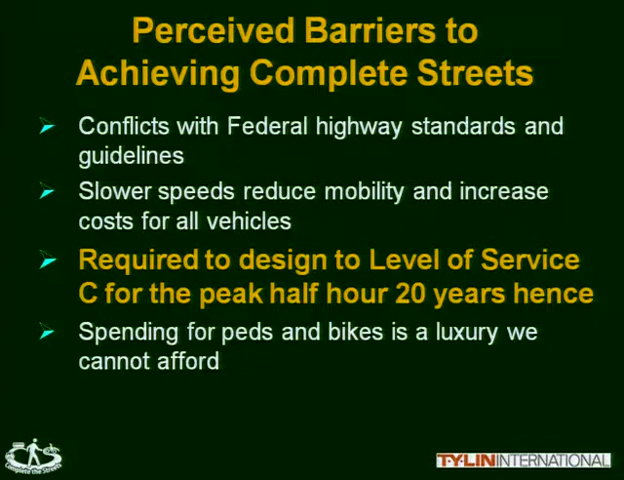 Perceived Barriers to
Achieving Complete Streets
Conflicts with Federal highway standards and
guidelines
Slower speeds reduce mobility and increase
costs for all vehicles
Required to design to Level of Service
C for the peak half hour 20 years hence
Spending for peds and bikes is a luxury we
cannot afford
Complete the Streets
T·Y·LIN INTERNATIONAL